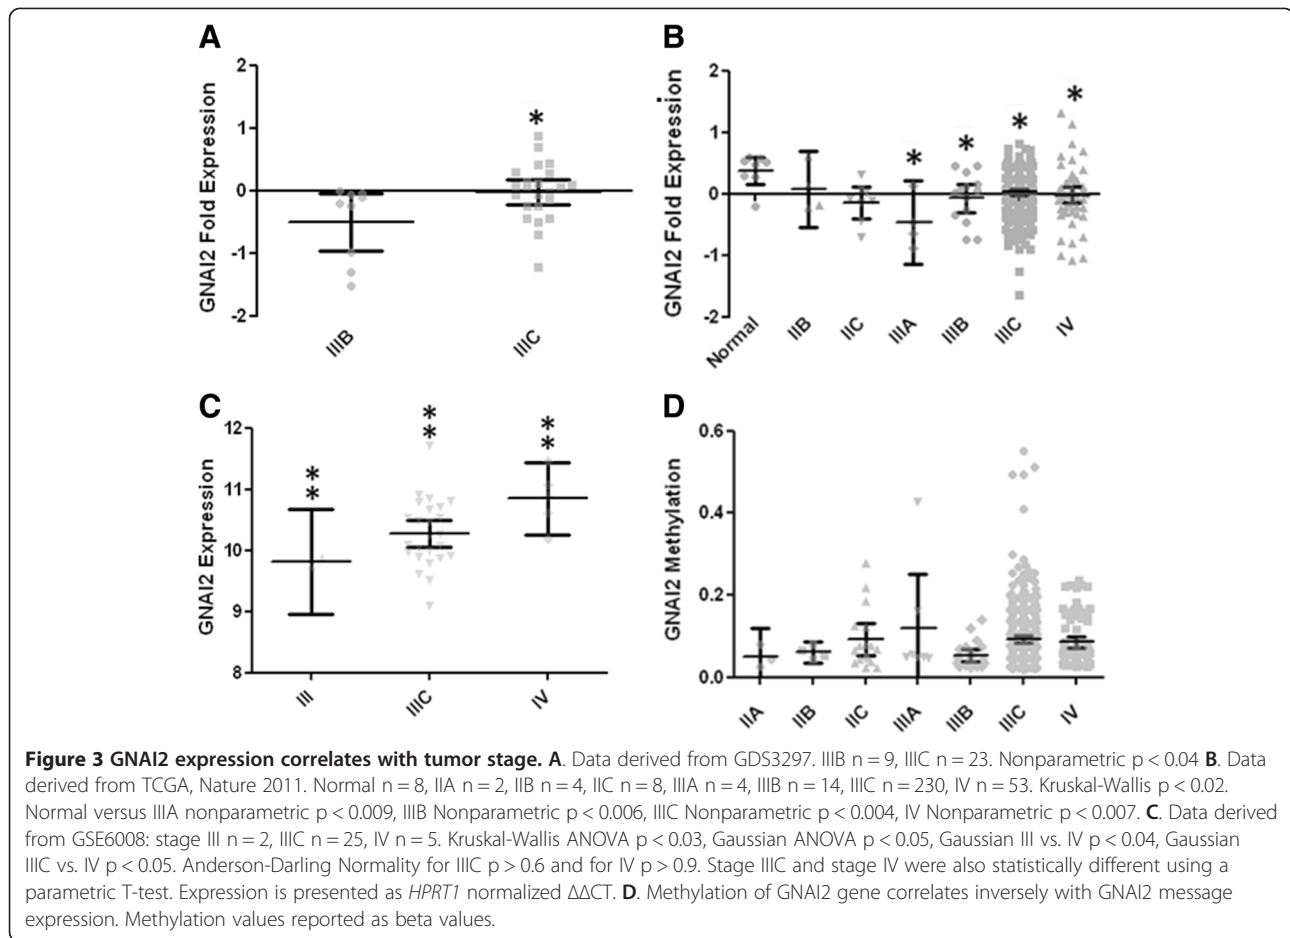 A
2
1
0
-1
-2
GNAI2 Fold Expression
*
IIIB
IIIC
B
2
1
0
-1
-2
GNAI2 Fold Expression
*
*
*
*
Normal
IIB
IIC
IIIA
IIIB
IIIC
IV
C
12
11
10
9
8
GNAI2 Expression
**
**
**
III
IIIC
IV
D
0.6
0.4
0.2
0.0
GNAI2 Methylation
IIA
IIB
IIC
IIIA
IIIB
IIIC
IV
Figure 3 GNAI2 expression correlates with tumor stage. A. Data derived from GDS3297. IIIB n = 9, IIIC n = 23. Nonparametric p < 0.04 B. Data
derived from TCGA, Nature 2011. Normal n = 8, IIA n = 2, IIB n = 4, IIC n = 8, IIIA n = 4, IIIB n = 14, IIIC n = 230, IV n = 53. Kruskal-Wallis p < 0.02.
Normal versus IIIA nonparametric p < 0.009, IIIB Nonparametric p < 0.006, IIIC Nonparametric p < 0.004, IV Nonparametric p < 0.007. C. Data derived
from GSE6008: stage III n = 2, IIIC n = 25, IV n = 5. Kruskal-Wallis ANOVA p < 0.03, Gaussian ANOVA p < 0.05, Gaussian III vs. IV p < 0.04, Gaussian
IIIC vs. IV p < 0.05. Anderson-Darling Normality for IIIC p > 0.6 and for IV p > 0.9. Stage IIIC and stage IV were also statistically different using a
parametric T-test. Expression is presented as HPRT1 normalized ΔΔCT. D. Methylation of GNAI2 gene correlates inversely with GNAI2 message
expression. Methylation values reported as beta values.